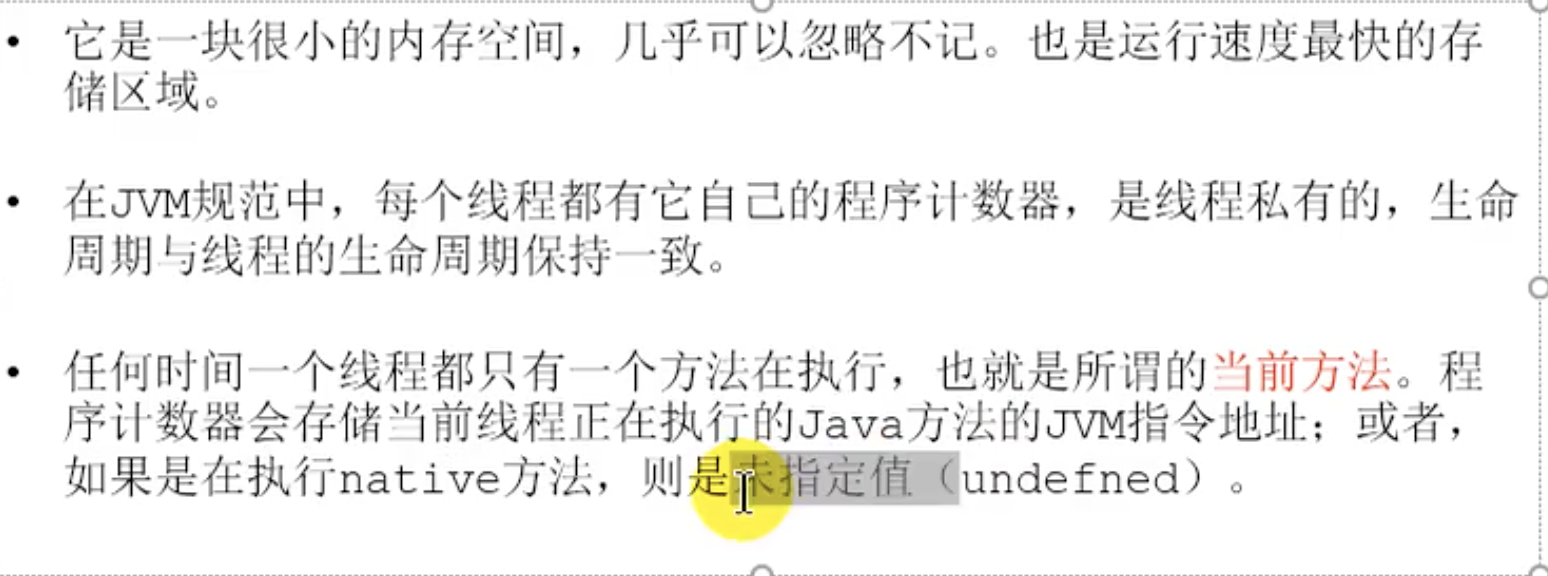 • 它是一块很小的内存空间，几乎可以忽略不记。也是运行速度最快的存
储区域。
• 在JVM规范中，每个线程都有它自己的程序计数器，是线程私有的，生命
周期与线程的生命周期保持一致。
• 任何时间一个线程都只有一个方法在执行，也就是所谓的当前方法。程
序计数器会存储当前线程正在执行的Java方法的JVM指令地址；或者，
如果是在执行native方法，则是未指定值（undefned）。